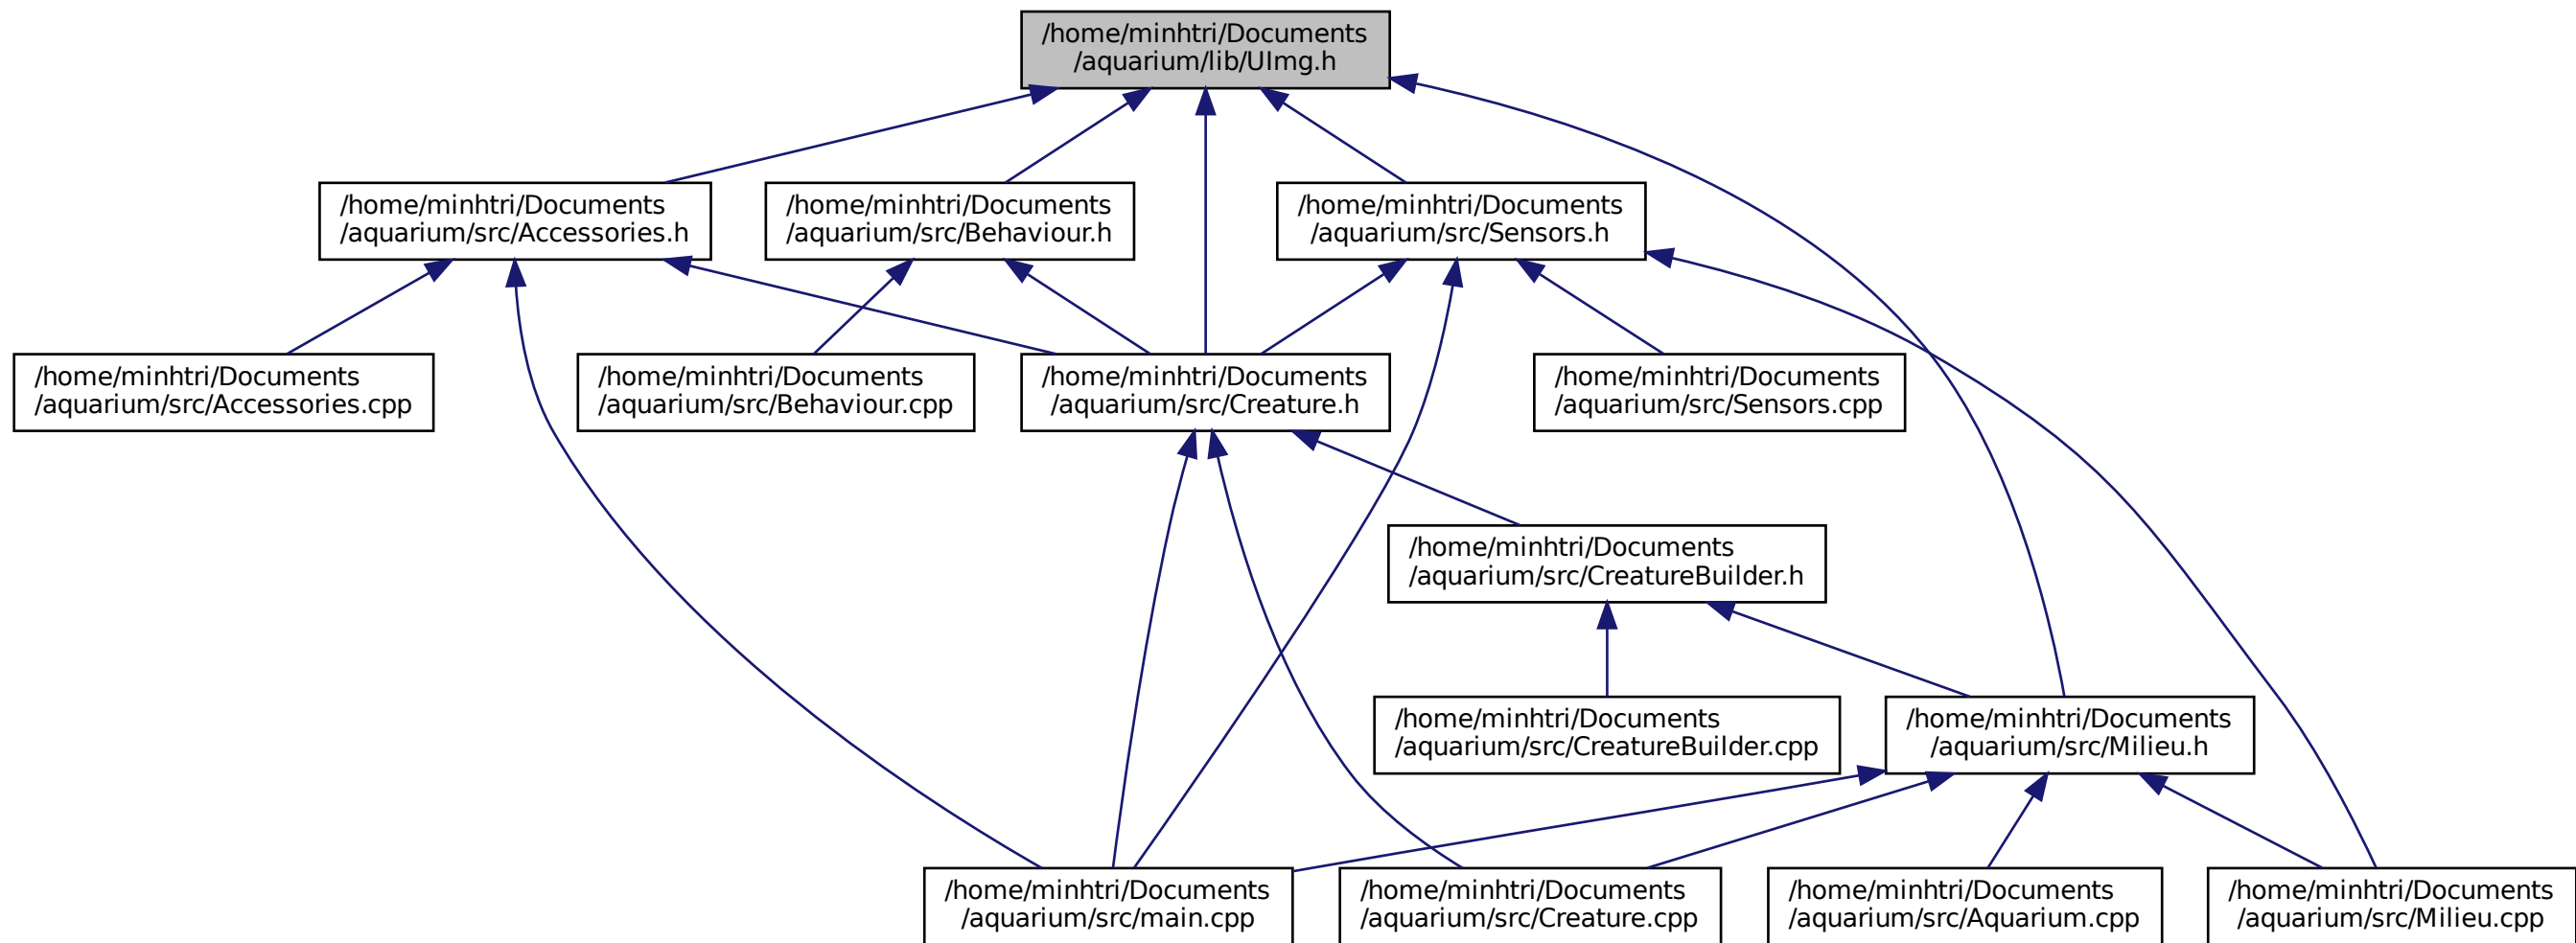 /home/minhtri/Documents
/aquarium/lib/UImg.h
/home/minhtri/Documents
/aquarium/src/Accessories.h
/home/minhtri/Documents
/aquarium/src/Behaviour.h
/home/minhtri/Documents
/aquarium/src/Sensors.h
/home/minhtri/Documents
/aquarium/src/Accessories.cpp
/home/minhtri/Documents
/aquarium/src/Behaviour.cpp
/home/minhtri/Documents
/aquarium/src/Creature.h
/home/minhtri/Documents
/aquarium/src/Sensors.cpp
/home/minhtri/Documents
/aquarium/src/CreatureBuilder.h
/home/minhtri/Documents
/aquarium/src/CreatureBuilder.cpp
/home/minhtri/Documents
/aquarium/src/Milieu.h
/home/minhtri/Documents
/aquarium/src/main.cpp
/home/minhtri/Documents
/aquarium/src/Creature.cpp
/home/minhtri/Documents
/aquarium/src/Aquarium.cpp
/home/minhtri/Documents
/aquarium/src/Milieu.cpp